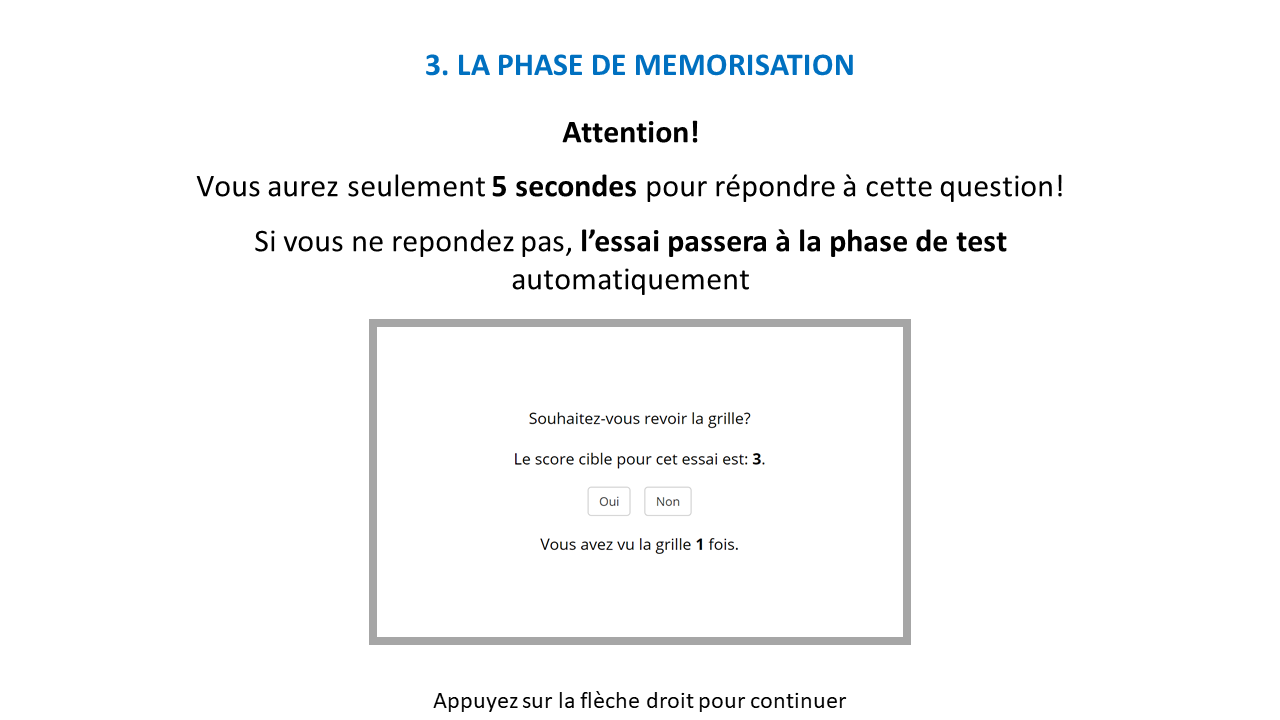 3. LA PHASE DE MEMORISATION
Attention!
Vous aurez seulement 5 secondes pour répondre à cette question!
Si vous ne repondez pas, l’essai passera à la phase de test
automatiquement
Souhaitez-vous revoir la grille?
Le score cible pour cet essai est: 3.
Oui Non
Vous avez vu la grille 1 fois.
Appuyez sur la flèche droit pour continuer